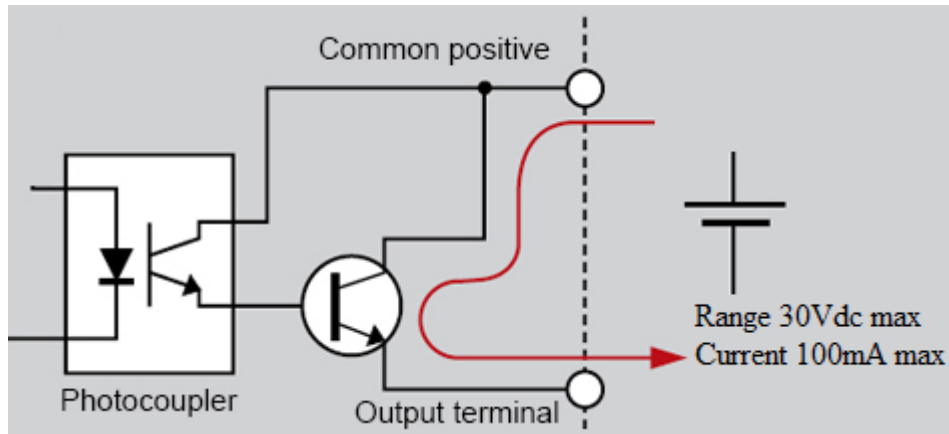 Common positive
Range 30Vdc max
Current 100mA max
Photocoupler
Output terminal